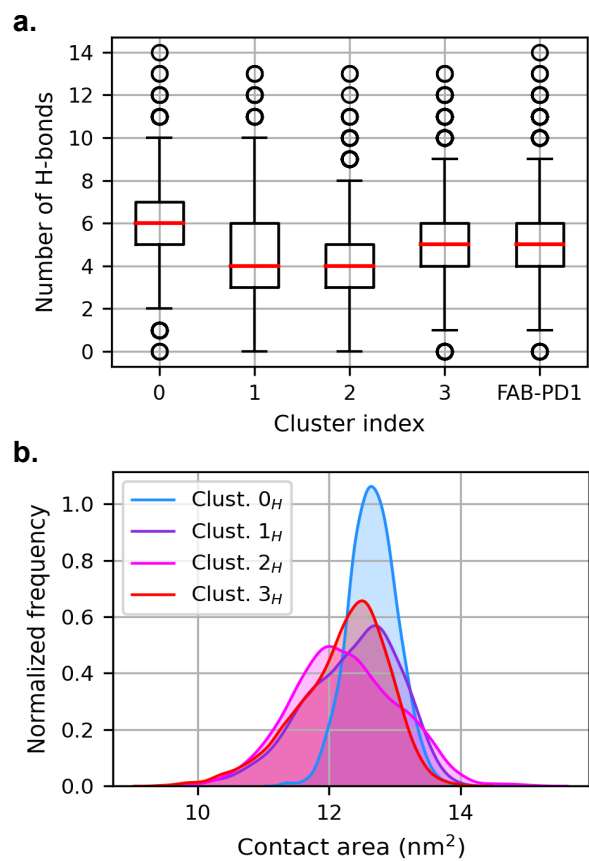 a.
14
12
10
8
6
4
2
0
Number of H-bonds
0 1 2 3 FAB-PD1
Cluster index
b.
1.0
0.8
0.6
0.4
0.2
0.0
Normalized frequency
Clust. 0H
Clust. 1H
Clust. 2H
Clust. 3H
10 12 14
Contact area (nm²)